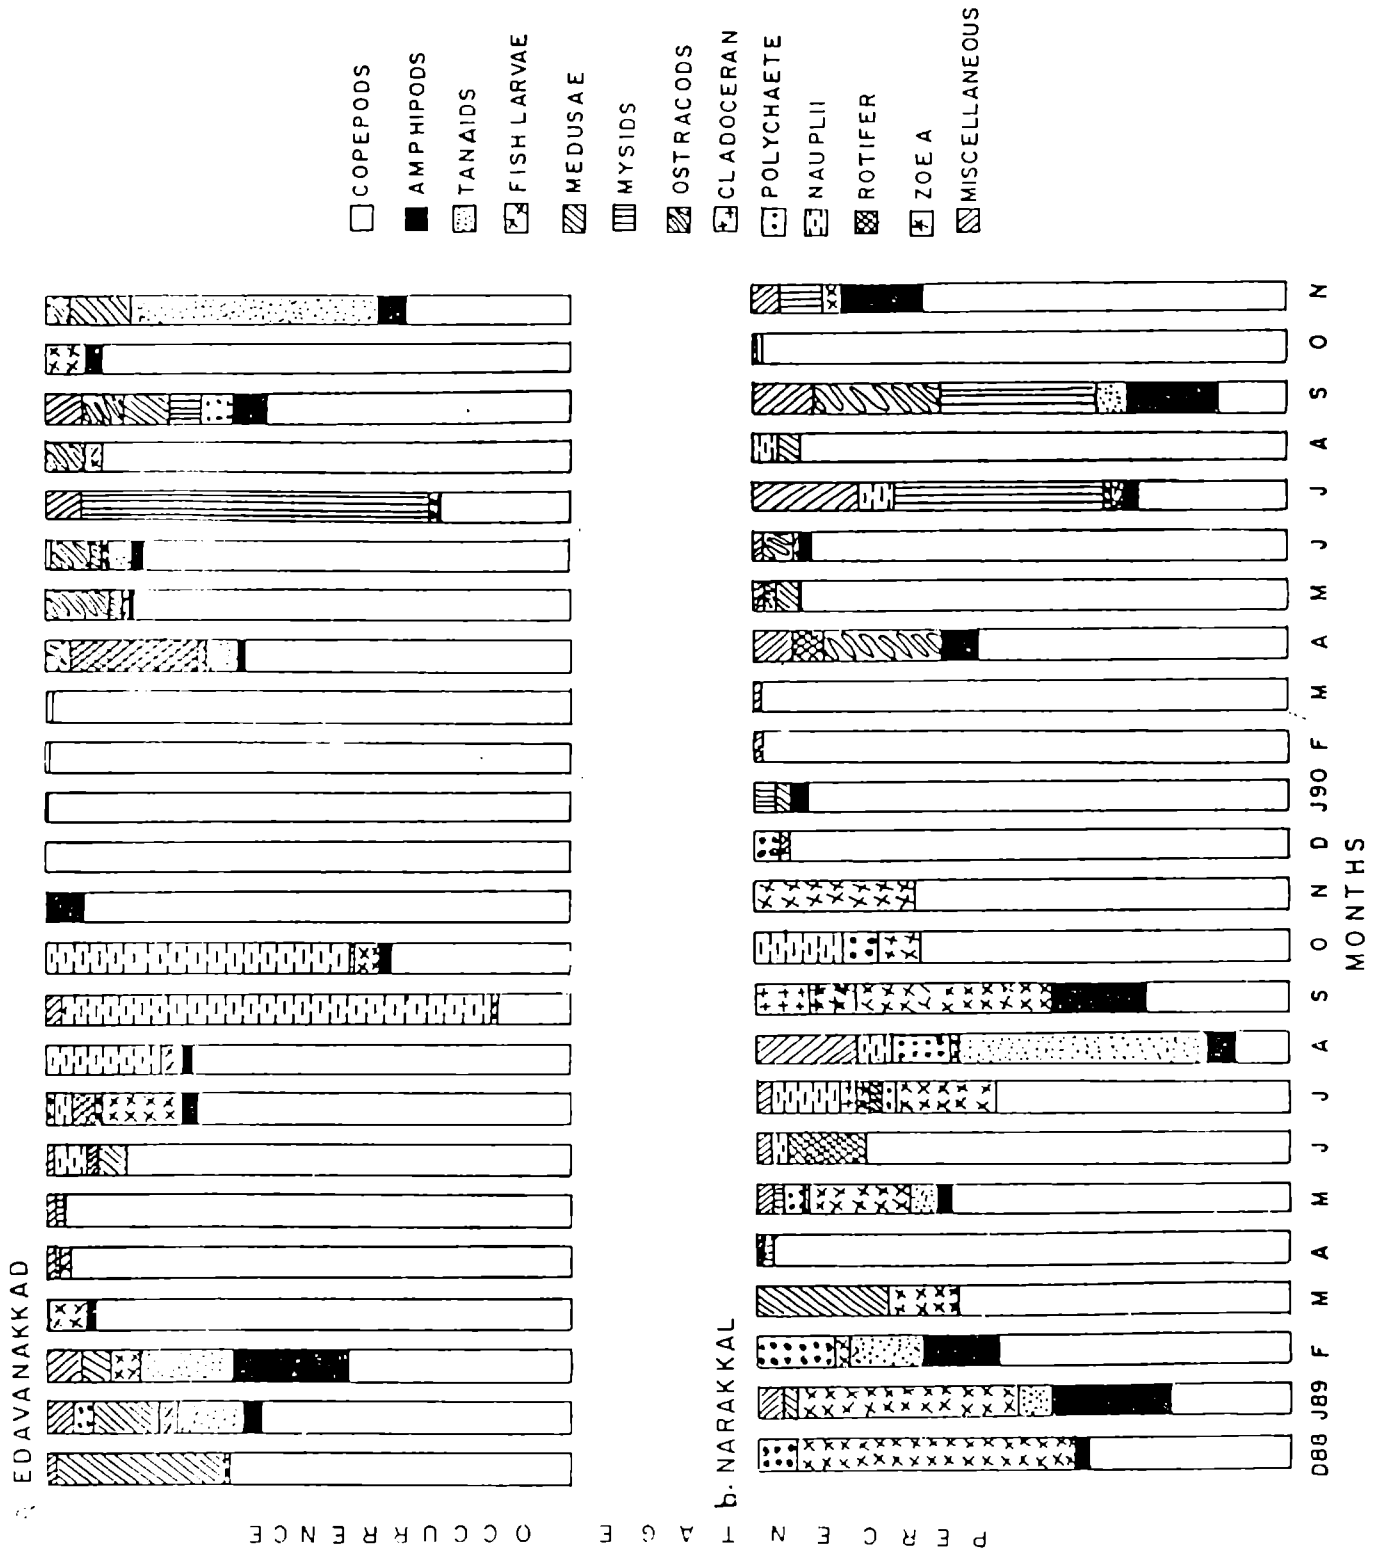 a. EDAVANAKKAD
b. NARAKKAL
PERCENTAGE OCCURRENCE
D88 J89 F M A M J J A S O N D J90 F M A M J J A S O N
MONTHS
COPEPODS
AMPHIPODS
TANAIDS
FISH LARVAE
MEDUSAE
MYSIDS
OSTRACODS
CLADOCERAN
POLYCHAETE
NAUPLII
ROTIFER
ZOEA
MISCELLANEOUS